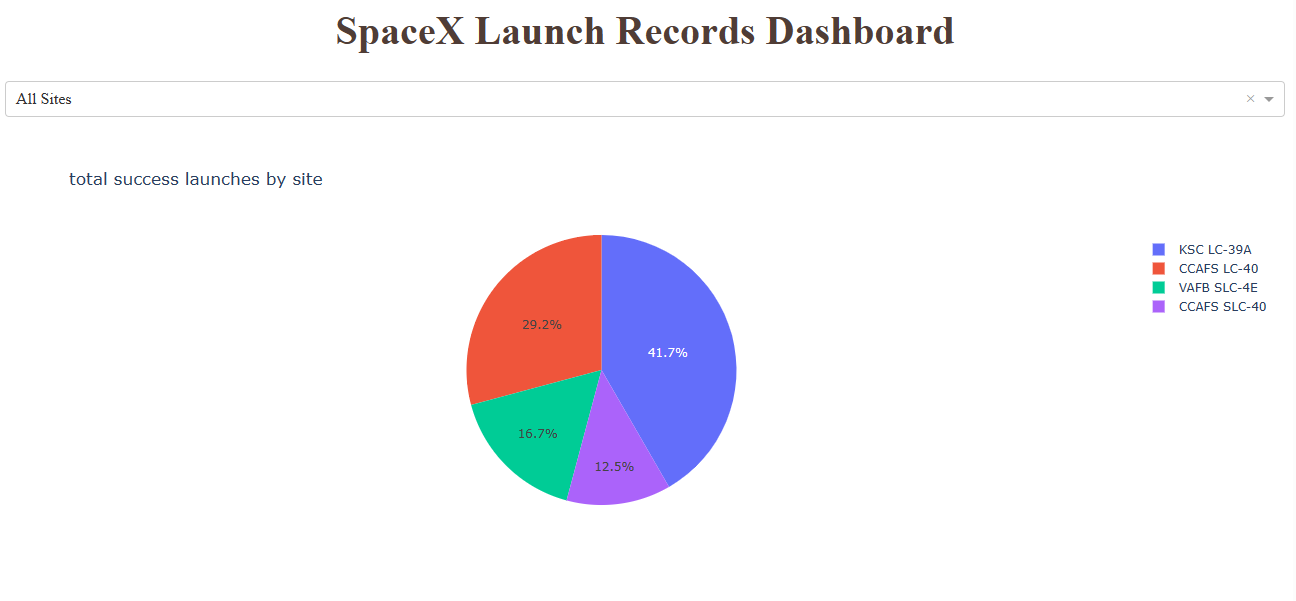 SpaceX Launch Records Dashboard
All Sites ×
total success launches by site
KSC LC-39A
CCAFS LC-40
VAFB SLC-4E
CCAFS SLC-40
29.2%
41.7%
16.7%
12.5%